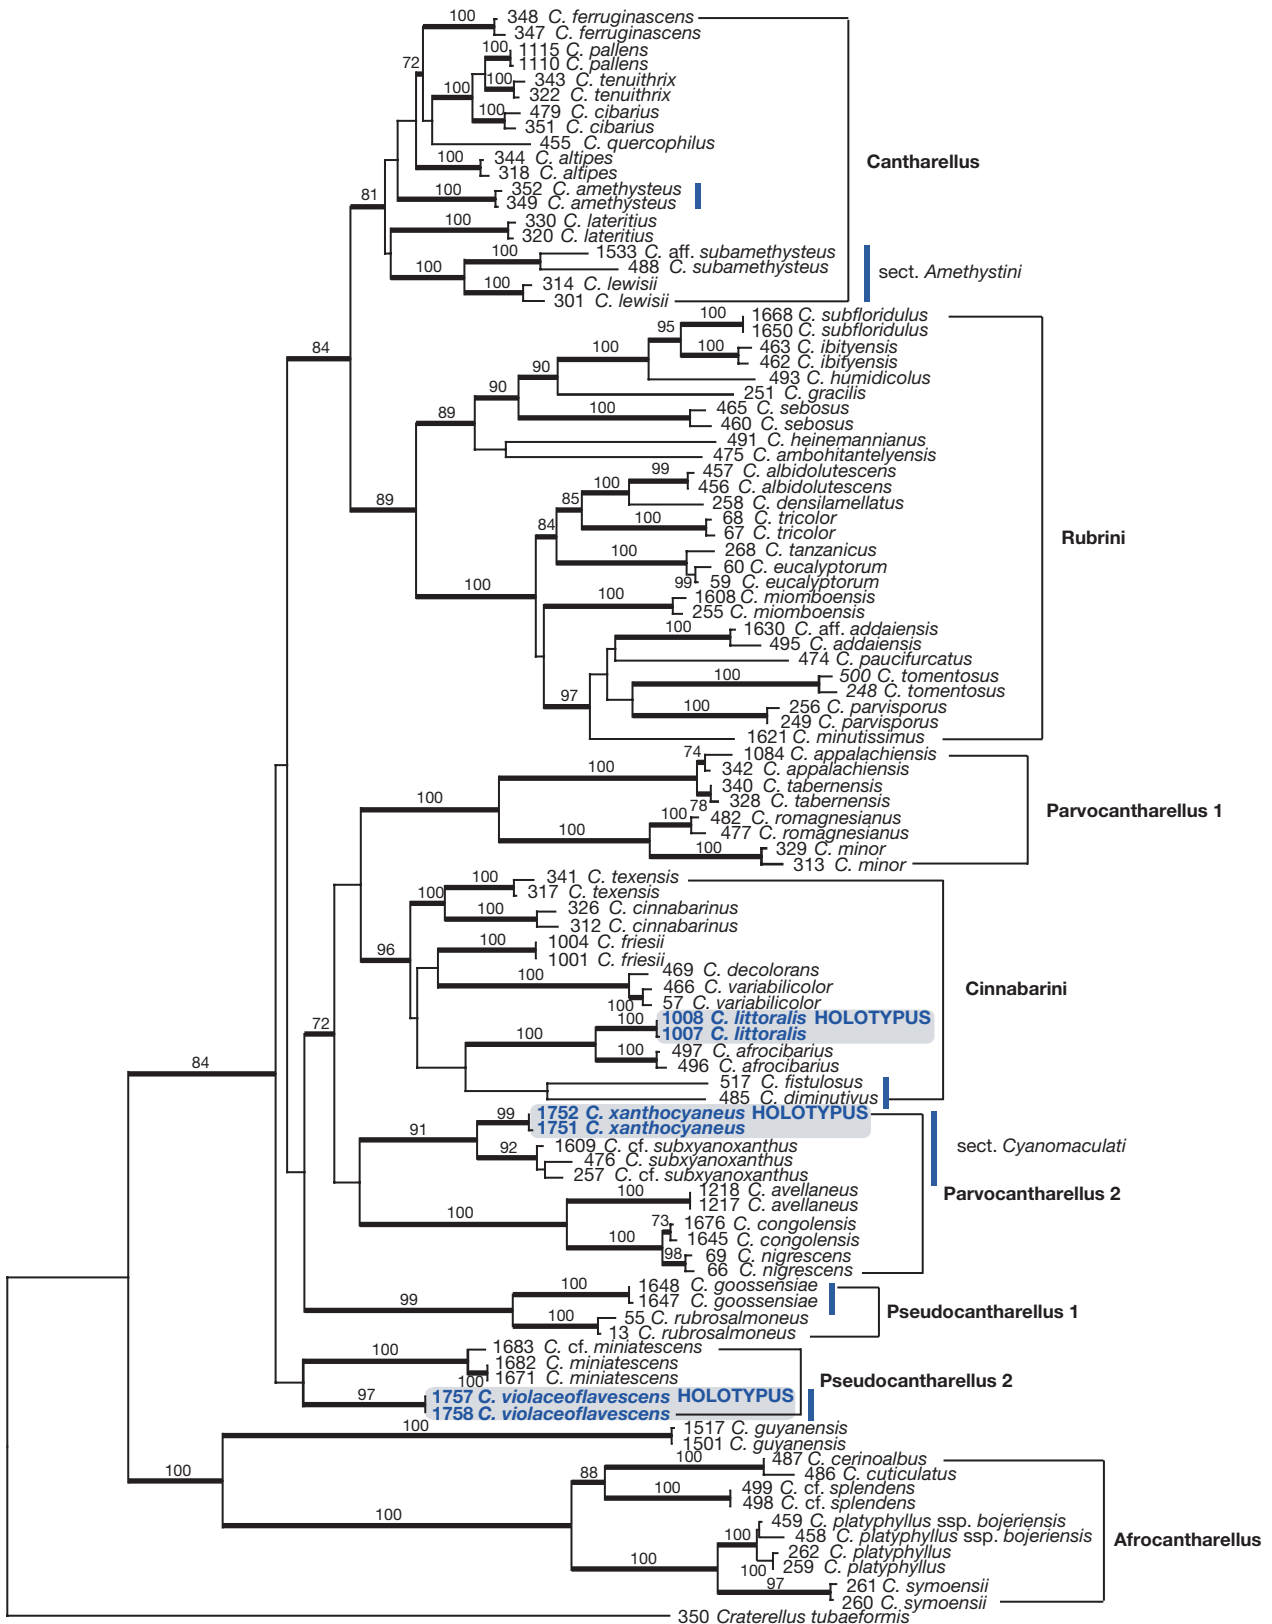 100 348 C. ferruginascens
347 C. ferruginascens
100 1115 C. pallens
1110 C. pallens
72
100 343 C. tenuithrix
100 322 C. tenuithrix
100 479 C. cibarius
351 C. cibarius
455 C. quercophilus
100 344 C. altipes
318 C. altipes
Cantharellus
81 100 352 C. amethysteus
349 C. amethysteus
100 330 C. lateritius
320 C. lateritius
100 1533 C. aff. subamethysteus
100 488 C. subamethysteus
sect. Amethystini
100 314 C. lewisii
301 C. lewisii
84
100 1668 C. subfloridulus
95 1650 C. subfloridulus
100 100 463 C. ibityensis
462 C. ibityensis
90 493 C. humidicolus
90 251 C. gracilis
89 100 465 C. sebosus
460 C. sebosus
491 C. heinemannianus
475 C. ambohitantelyensis
99 457 C. albidolutescens
100 456 C. albidolutescens
89 85 258 C. densilamellatus
100 68 C. tricolor
84 67 C. tricolor
Rubrini
100 268 C. tanzanicus
60 C. eucalyptorum
100 99 59 C. eucalyptorum
100 1608 C. miomboensis
255 C. miomboensis
100 1630 C. aff. addaiensis
495 C. addaiensis
474 C. paucifurcatus
100 500 C. tomentosus
97 248 C. tomentosus
100 256 C. parvisporus
249 C. parvisporus
1621 C. minutissimus
74 1084 C. appalachiensis
100 342 C. appalachiensis
340 C. tabernensis
100 78 328 C. tabernensis
Parvocantharellus 1
100 482 C. romagnesianus
100 477 C. romagnesianus
100 329 C. minor
313 C. minor
100 341 C. texensis
100 317 C. texensis
100 326 C. cinnabarinus
312 C. cinnabarinus
96 100 1004 C. friesii
1001 C. friesii
100 469 C. decolorans
466 C. variabilicolor
Cinnabarini
100 57 C. variabilicolor
100 1008 C. littoralis HOLOTYPUS
72 1007 C. littoralis
100 100 497 C. afrocibarius
496 C. afrocibarius
84 517 C. fistulosus
485 C. diminutivus
99 1752 C. xanthocyaneus HOLOTYPUS
91 1751 C. xanthocyaneus
92 1609 C. cf. subxyanoxanthus
sect. Cyanomaculati
476 C. subxyanoxanthus
257 C. cf. subxyanoxanthus
100 1218 C. avellaneus
Parvocantharellus 2
1217 C. avellaneus
100 73 1676 C. congolensis
100 1645 C. congolensis
98 69 C. nigrescens
66 C. nigrescens
100 1648 C. goossensiae
99 1647 C. goossensiae
Pseudocantharellus 1
100 55 C. rubrosalmoneus
13 C. rubrosalmoneus
100 1683 C. cf. miniatescens
1682 C. miniatescens
100 1671 C. miniatescens
Pseudocantharellus 2
97 1757 C. violaceoflavescens HOLOTYPUS
1758 C. violaceoflavescens
100 1517 C. guyanensis
1501 C. guyanensis
100 487 C. cerinoalbus
100 88 486 C. cuticulatus
100 499 C. cf. splendens
498 C. cf. splendens
100 459 C. platyphyllus ssp. bojeriensis
100 458 C. platyphyllus ssp. bojeriensis
Afrocantharellus
262 C. platyphyllus
100 100 259 C. platyphyllus
97 261 C. symoensii
260 C. symoensii
350 Craterellus tubaeformis